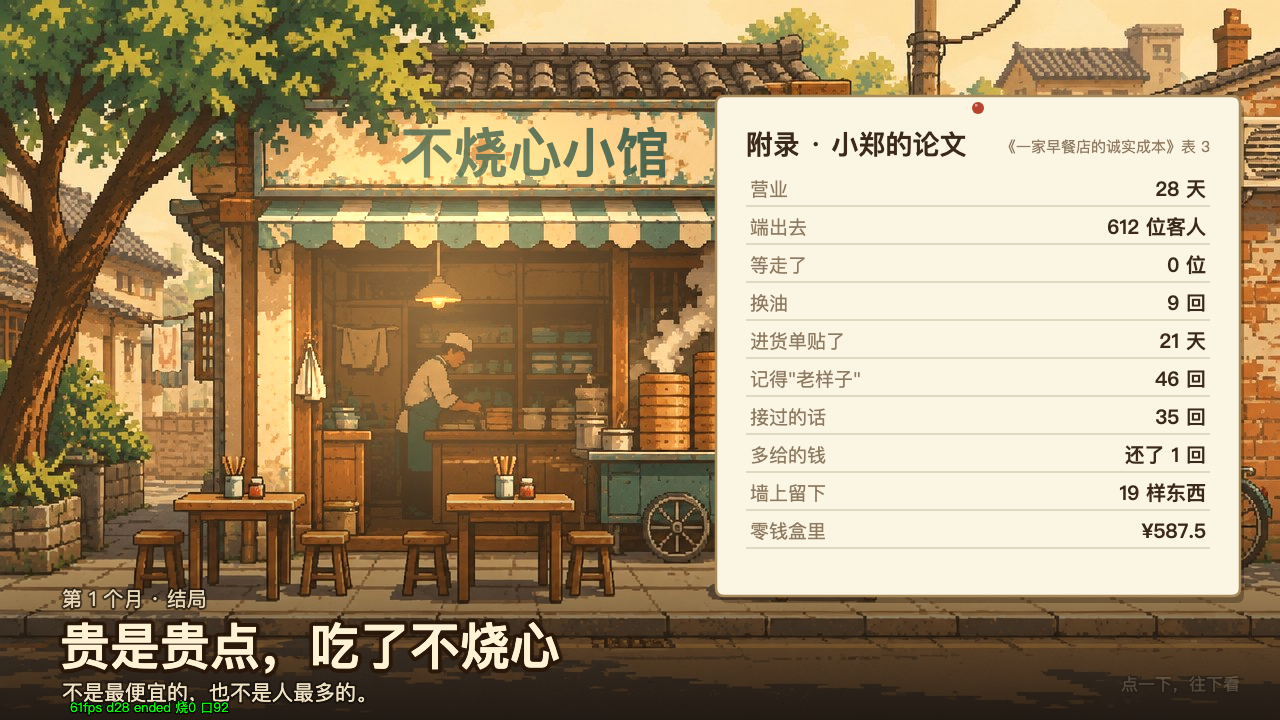 不烧心小馆
附录 · 小郑的论文 《一家早餐店的诚实成本》表 3
营业 28 天
端出去 612 位客人
等走了 0 位
换油 9 回
进货单贴了 21 天
记得"老样子" 46 回
接过的话 35 回
多给的钱 还了 1 回
墙上留下 19 样东西
零钱盒里 ¥587.5
第 1 个月 · 结局
贵是贵点，吃了不烧心
不是最便宜的，也不是人最多的。
点一下，往下看
61fps d28 ended 烧0 口92